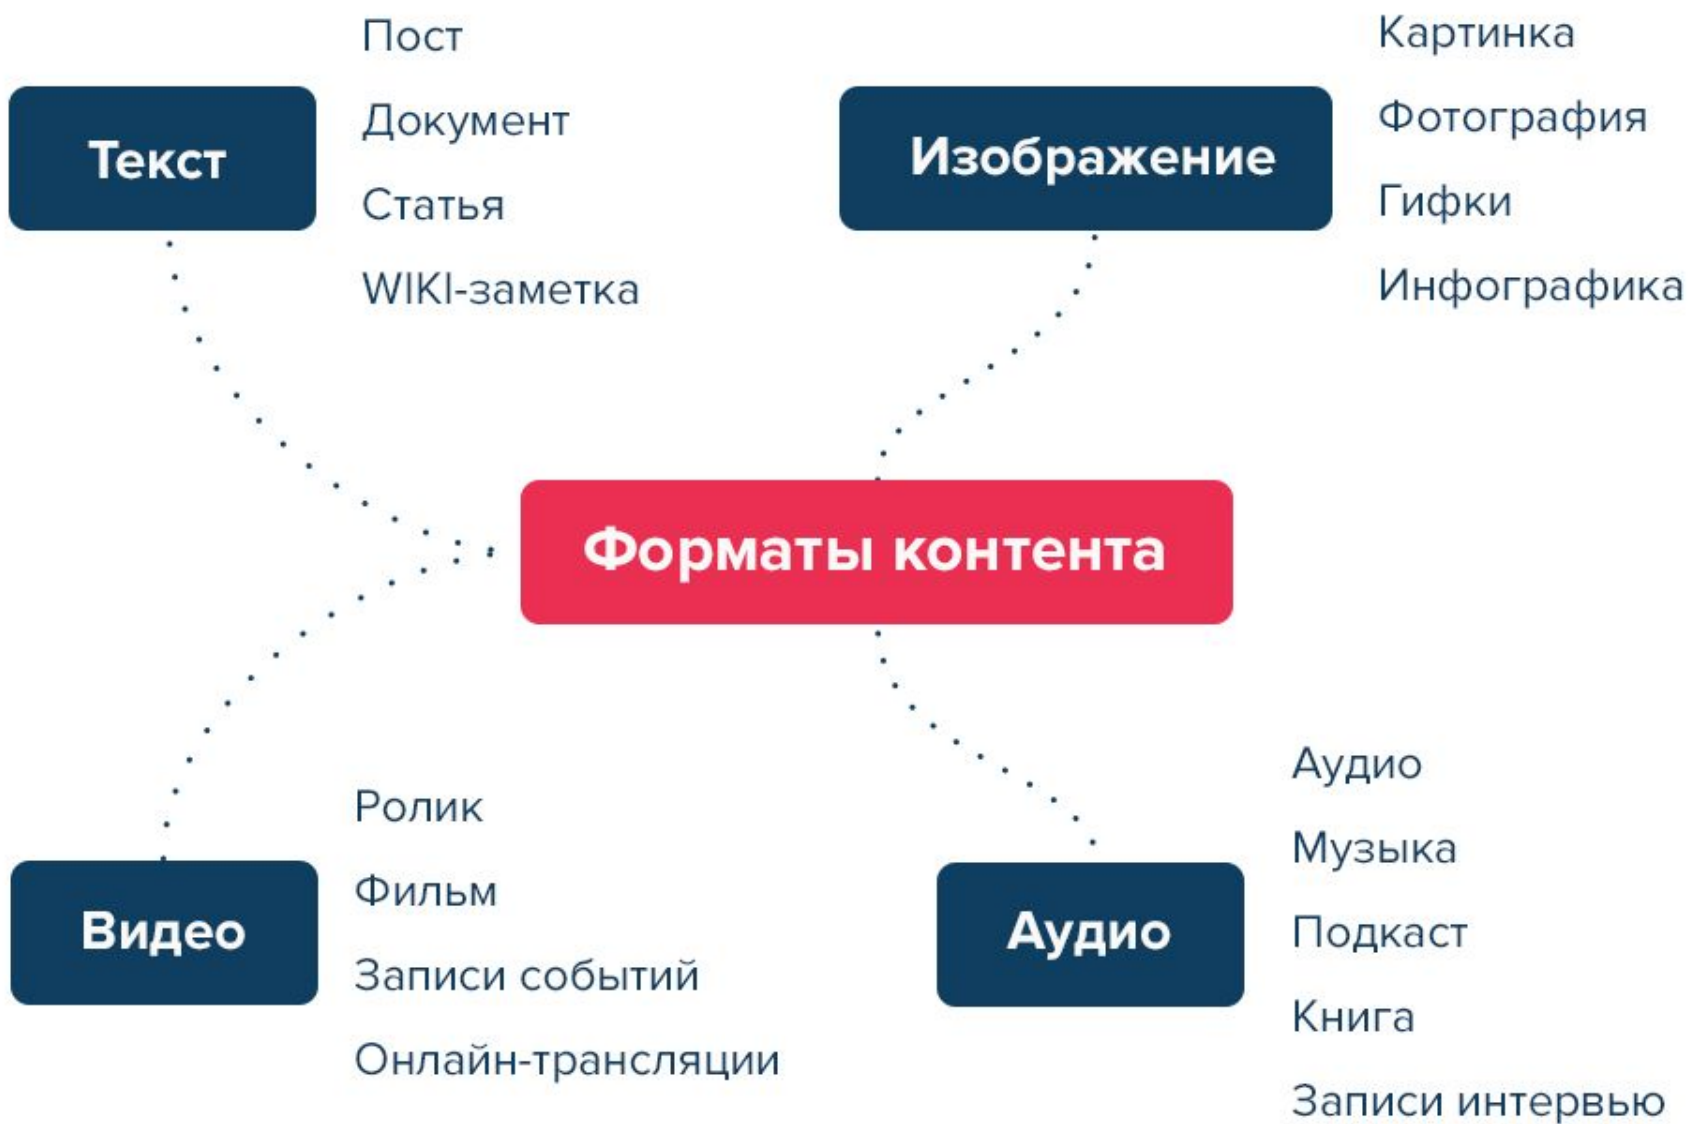 Текст
Пост
Документ
Статья
WIKI-заметка
Изображение
Картинка
Фотография
Гифки
Инфографика
Форматы контента
Видео
Ролик
Фильм
Записи событий
Онлайн-трансляции
Аудио
Аудио
Музыка
Подкаст
Книга
Записи интервью